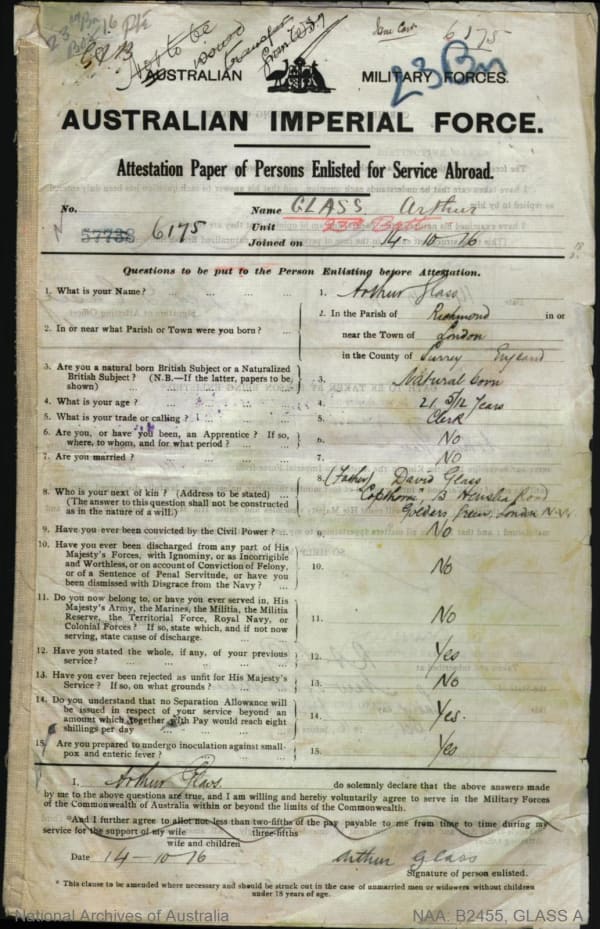 23rd Bn 16 Rft
Not to be
issued
One Card 6175
23 Bn
AUSTRALIAN MILITARY FORCES.
AUSTRALIAN IMPERIAL FORCE.
Attestation Paper of Persons Enlisted for Service Abroad.
No. 57738 6175
Name GLASS Arthur
Unit 23rd Battn
Joined on 14-10-16
Questions to be put to the Person Enlisting before Attestation.
1. What is your Name? ... ... ... 1. Arthur Glass
2. In or near what Parish or Town were you born? ... 2. In the Parish of Richmond in or
near the Town of London
in the County of Surrey England
3. Are you a natural born British Subject or a Naturalized
British Subject? (N.B.—If the latter, papers to be
shown) ... 3. Natural born
4. What is your age? ... 4. 21 5/12 Years
5. What is your trade or calling? ... 5. Clerk
6. Are you, or have you been, an Apprentice? If so,
where, to whom, and for what period? ... 6. No
7. Are you married? ... 7. No
8. Who is your next of kin? (Address to be stated) ...
(The answer to this question shall not be constructed
as in the nature of a will.)
8. (Father) David Glass
"Copthorn", 13
Golders Green, London N.W.
9. Have you ever been convicted by the Civil Power? ... 9. No
10. Have you ever been discharged from any part of His
Majesty's Forces, with Ignominy, or as Incorrigible
and Worthless, or on account of Conviction of Felony,
or of a Sentence of Penal Servitude, or have you
been dismissed with Disgrace from the Navy? ... 10. No
11. Do you now belong to, or have you ever served in, His
Majesty's Army, the Marines, the Militia, the Militia
Reserve, the Territorial Force, Royal Navy, or
Colonial Forces? If so, state which, and if not now
serving, state cause of discharge. ... 11. No
12. Have you stated the whole, if any, of your previous
service? ... 12. Yes
13. Have you ever been rejected as unfit for His Majesty's
Service? If so, on what grounds? ... 13. No
14. Do you understand that no Separation Allowance will
be issued in respect of your service beyond an
amount which together with Pay would reach eight
shillings per day ... 14. Yes.
15. Are you prepared to undergo inoculation against small-
pox and enteric fever? ... 15. Yes
I, Arthur Glass do solemnly declare that the above answers made
by me to the above questions are true, and I am willing and hereby voluntarily agree to serve in the Military Forces
of the Commonwealth of Australia within or beyond the limits of the Commonwealth.
*And I further agree to allot not less than two-fifths of the pay payable to me from time to time during my
service for the support of my wife three-fifths
wife and children
Date 14-10-16 Arthur Glass
Signature of person enlisted.
* This clause to be amended where necessary and should be struck out in the case of unmarried men or widowers without children
under 18 years of age.
National Archives of Australia NAA: B2455, GLASS A